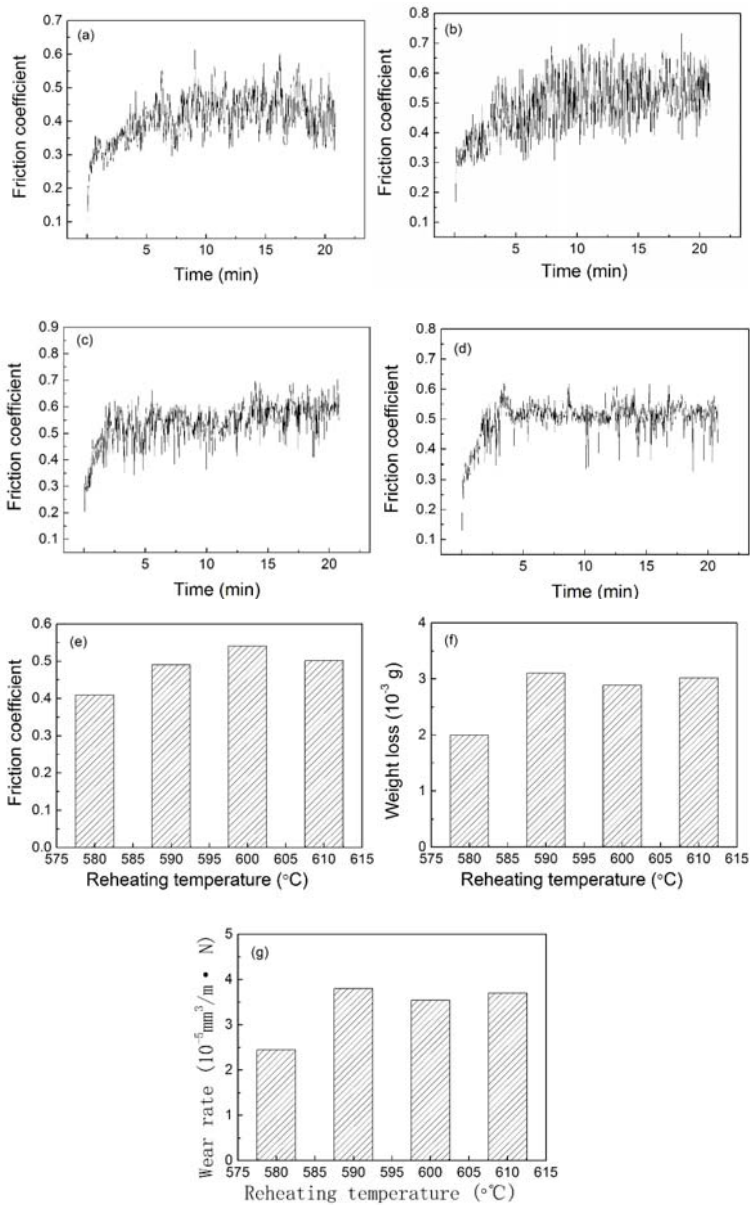 (a)
Friction coefficient
0.7
0.6
0.5
0.4
0.3
0.2
0.1
5 10 15 20
Time (min)
(b)
Friction coefficient
0.8
0.7
0.6
0.5
0.4
0.3
0.2
0.1
5 10 15 20
Time (min)
(c)
Friction coefficient
0.9
0.8
0.7
0.6
0.5
0.4
0.3
0.2
0.1
5 10 15 20
Time (min)
(d)
Friction coefficient
0.8
0.7
0.6
0.5
0.4
0.3
0.2
0.1
5 10 15 20
Time (min)
(e)
Friction coefficient
0.6
0.5
0.4
0.3
0.2
0.1
0.0
575 580 585 590 595 600 605 610 615
Reheating temperature (°C)
(f)
Weight loss (10⁻³ g)
4
3
2
1
0
575 580 585 590 595 600 605 610 615
Reheating temperature (°C)
(g)
Wear rate (10⁻⁵mm³/m • N)
5
4
3
2
1
0
575 580 585 590 595 600 605 610 615
Reheating temperature (°℃)